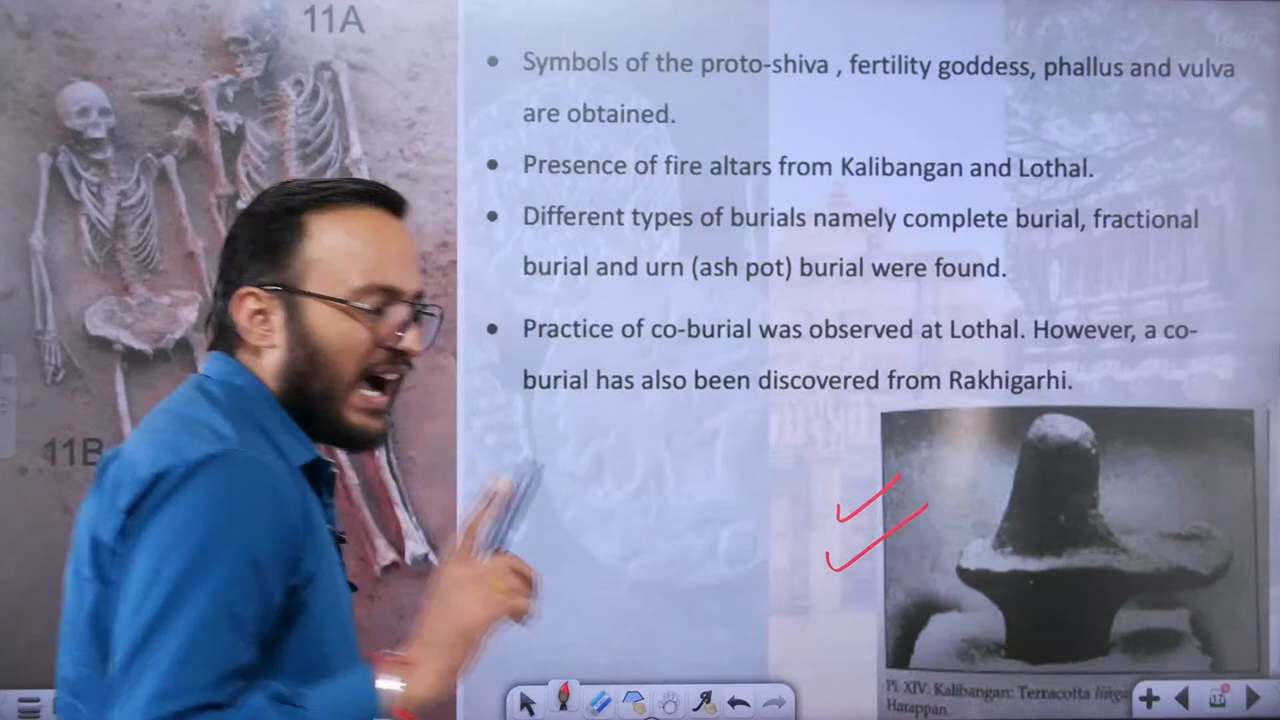 11A
11B
• Symbols of the proto-shiva , fertility goddess, phallus and vulva
are obtained.
• Presence of fire altars from Kalibangan and Lothal.
• Different types of burials namely complete burial, fractional
burial and urn (ash pot) burial were found.
• Practice of co-burial was observed at Lothal. However, a co-
burial has also been discovered from Rakhigarhi.
Pl XIV. Kalibangan: Terracotta linga
Harappan
17